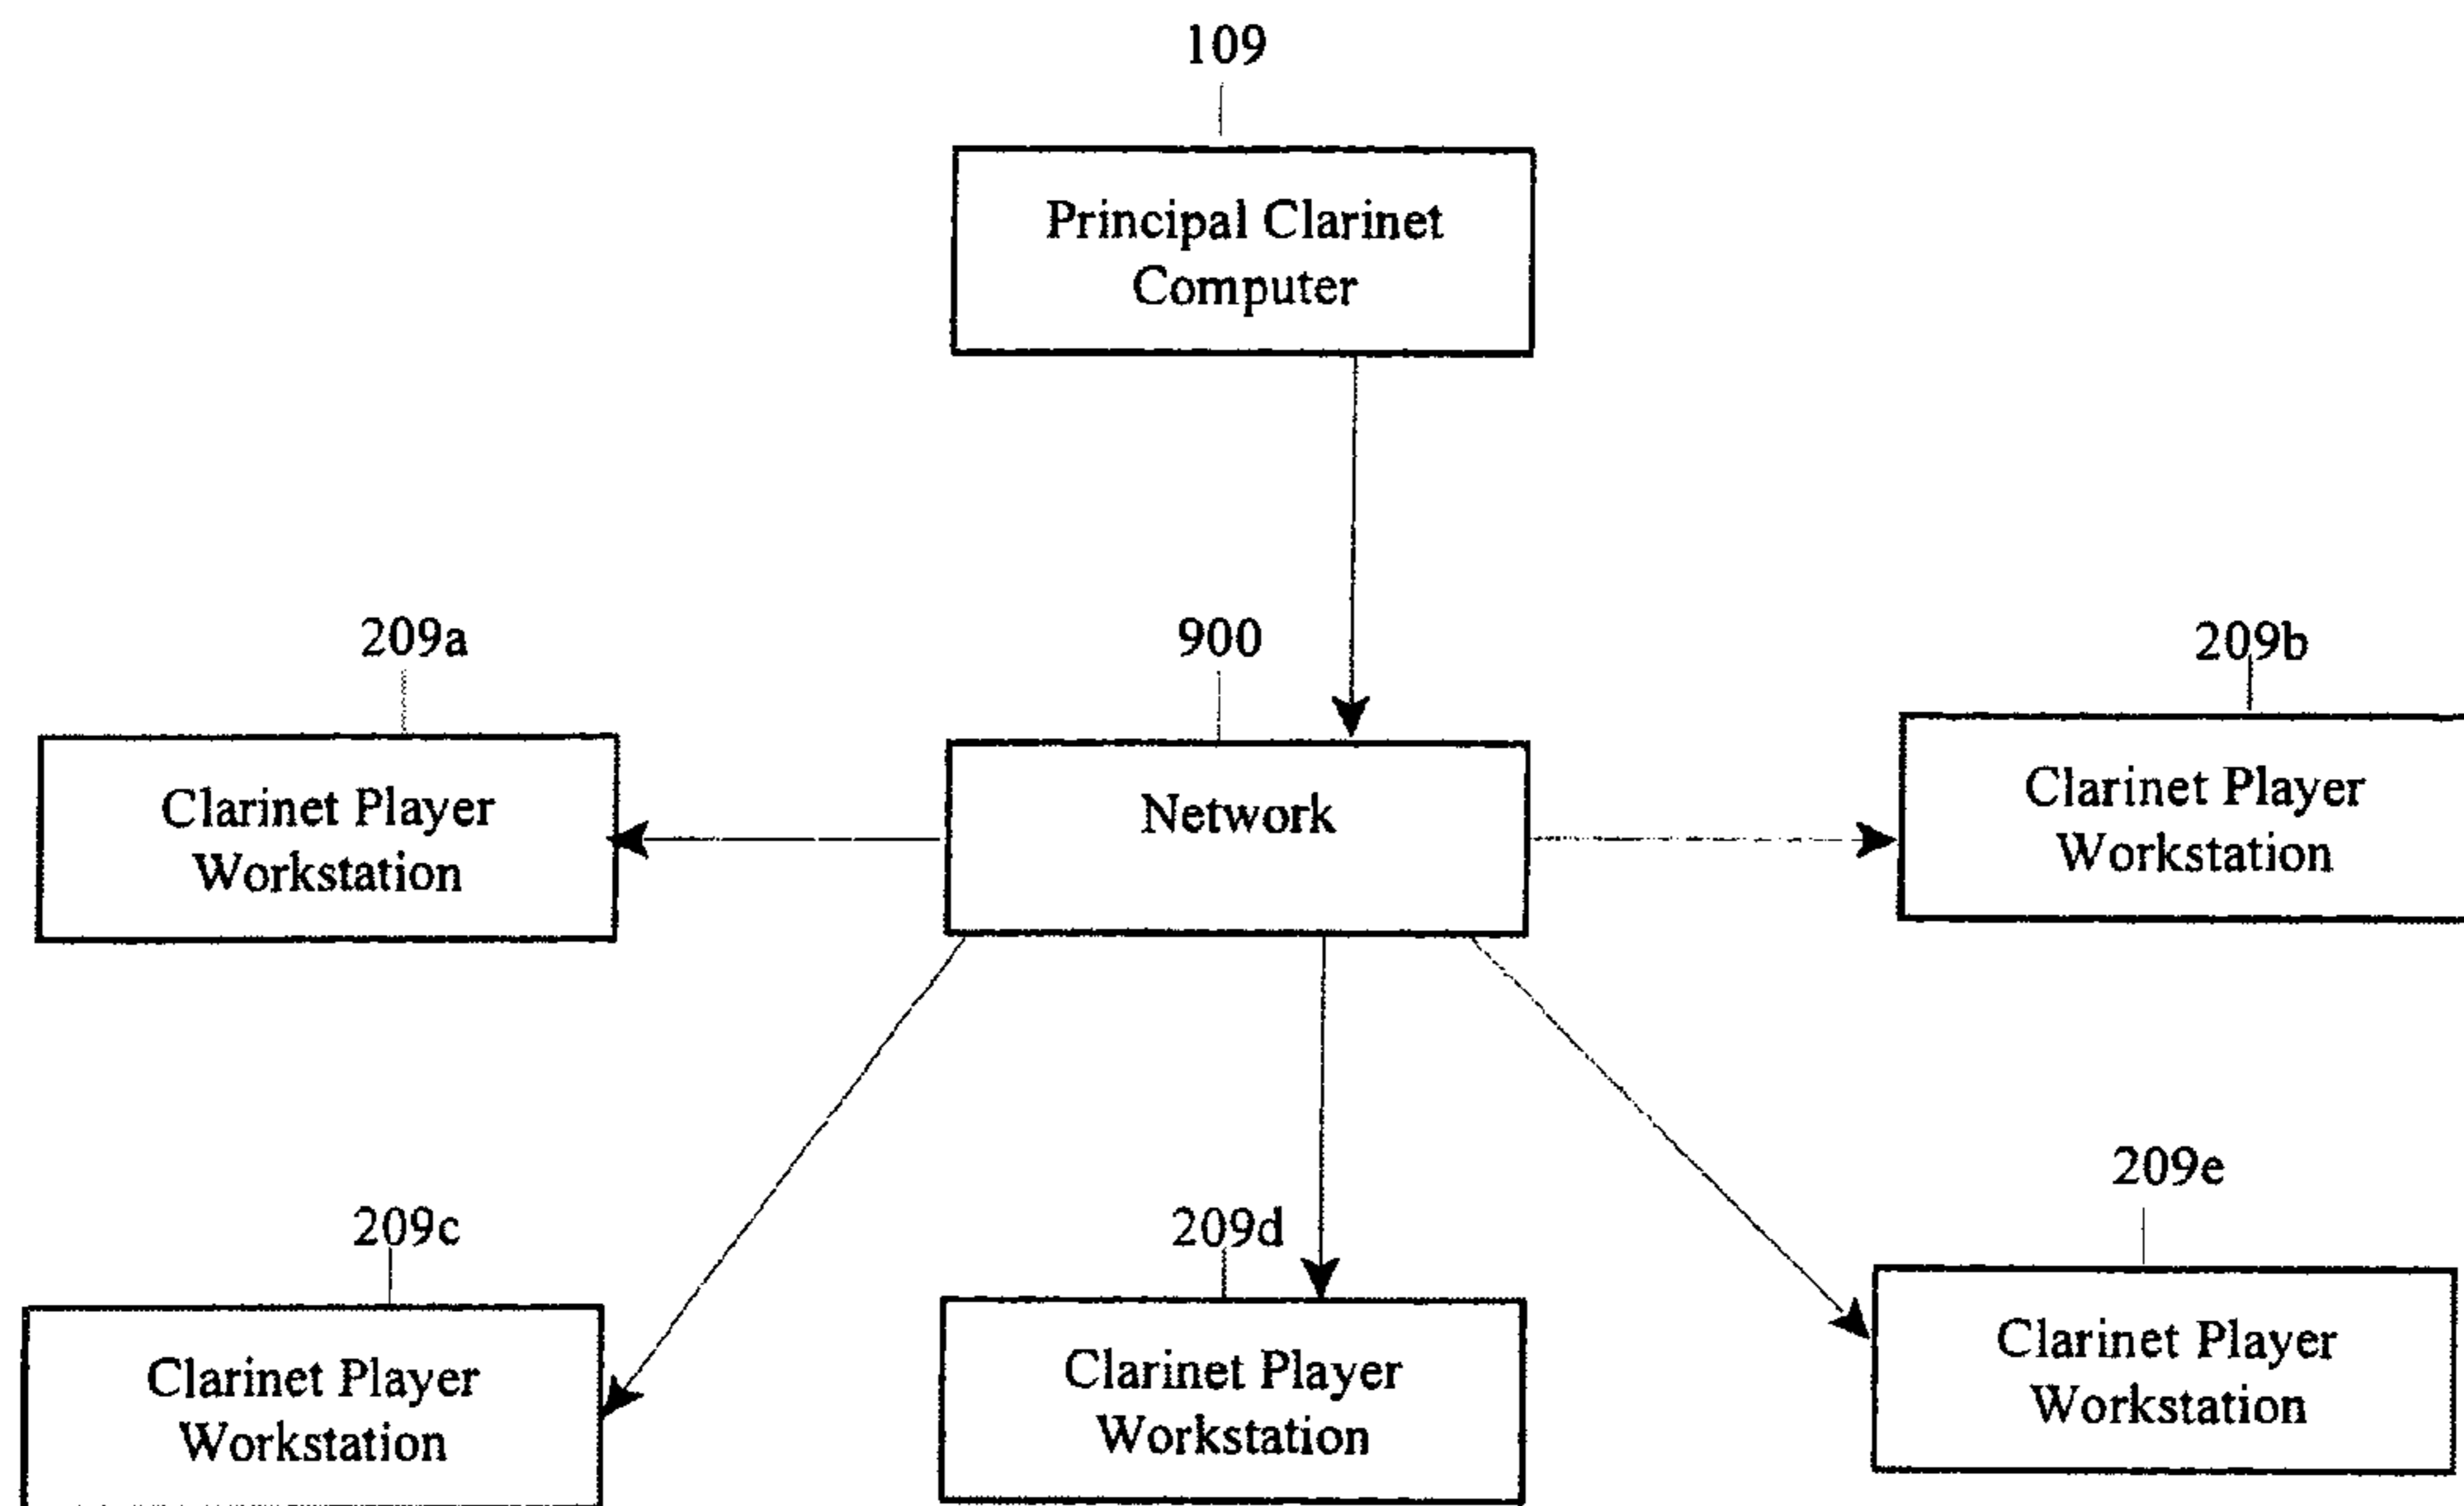 109
Principal Clarinet
Computer
209a
900
209b
Clarinet Player
Workstation
Network
Clarinet Player
Workstation
209c
209d
209e
Clarinet Player
Workstation
Clarinet Player
Workstation
Clarinet Player
Workstation